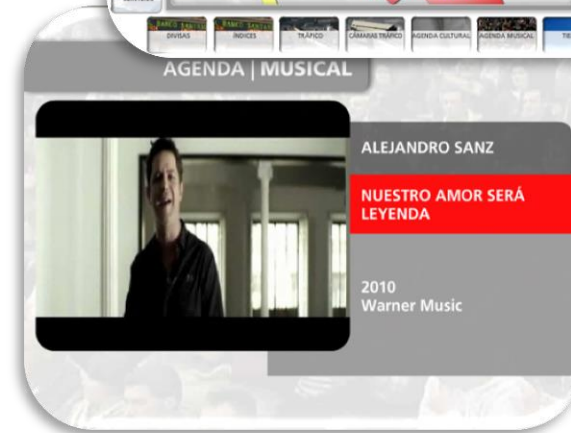 DIVISAS
ÍNDICES
TRÁFICO
CÁMARAS TRÁFICO
AGENDA CULTURAL
AGENDA MUSICAL
AGENDA | MUSICAL
ALEJANDRO SANZ
NUESTRO AMOR SERÁ
LEYENDA
2010
Warner Music